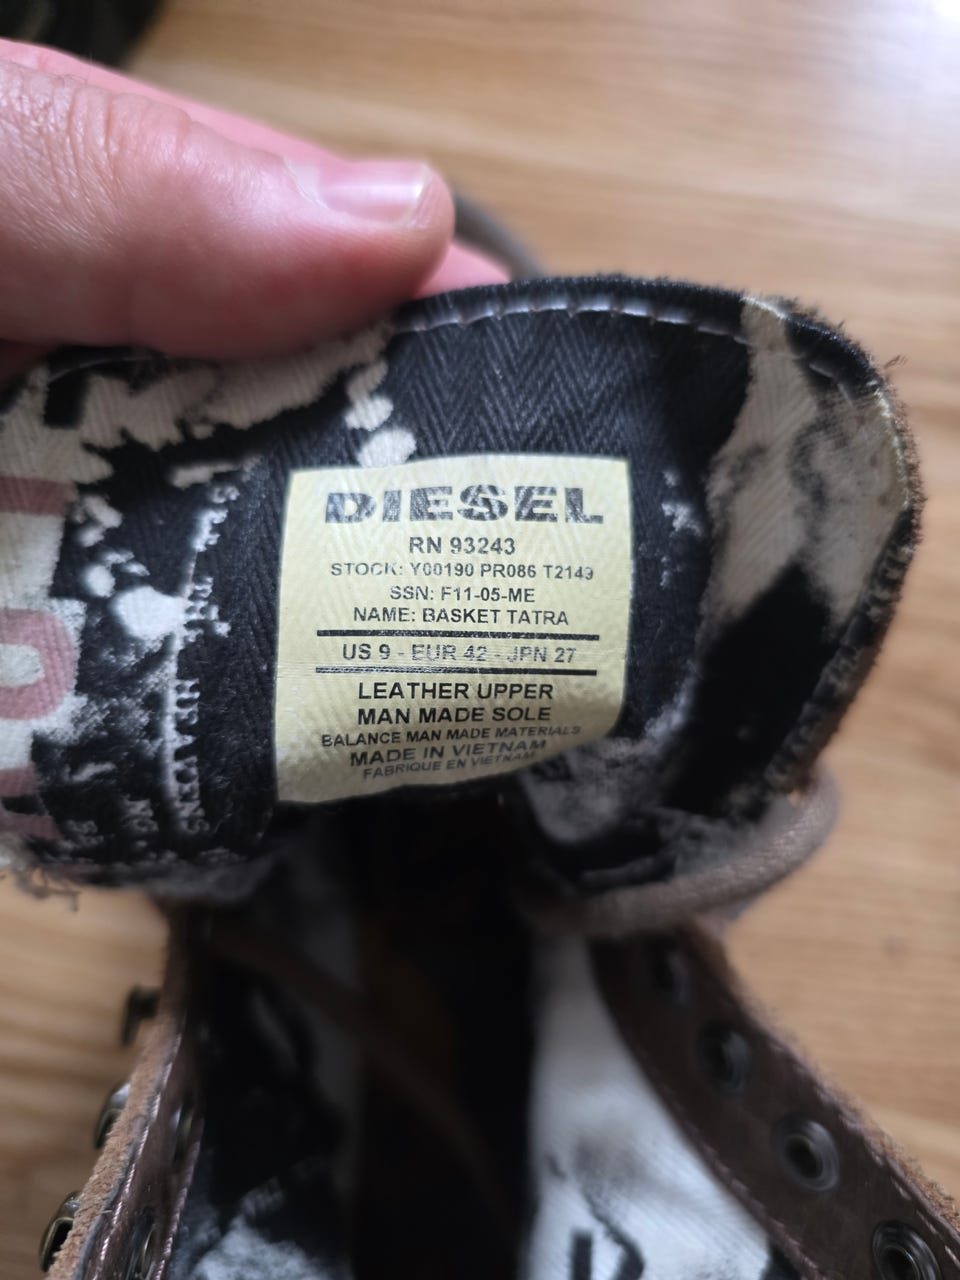 DIESEL
RN 93243
STOCK: Y00190 PR086 T2149
SSN: F11-05-ME
NAME: BASKET TATRA
US 9 - EUR 42 - JPN 27
LEATHER UPPER
MAN MADE SOLE
BALANCE MAN MADE MATERIALS
MADE IN VIETNAM
FABRIQUE EN VIETNAM